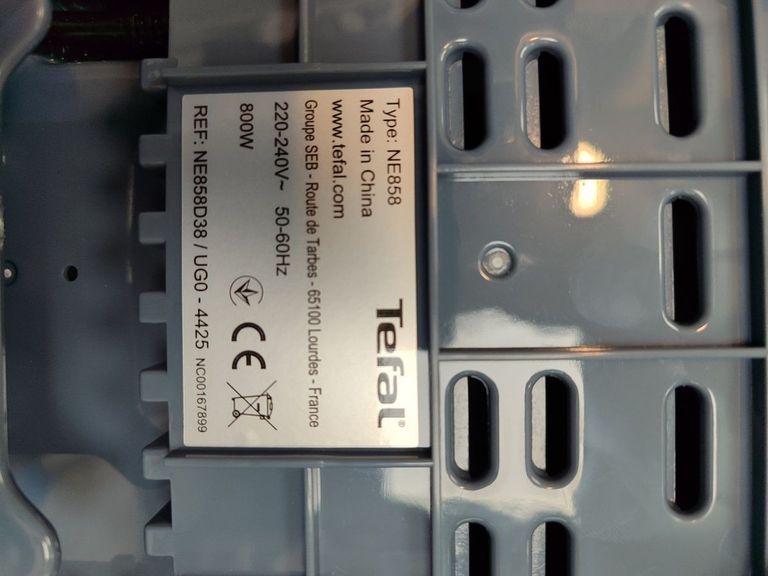 Tefal®
Type: NE858
Made in China
www.tefal.com
Groupe SEB - Route de Tarbes - 65100 Lourdes - France
220-240V~ 50-60Hz
800W
CE
REF: NE858D38 / UG0 - 4425 NC00167899